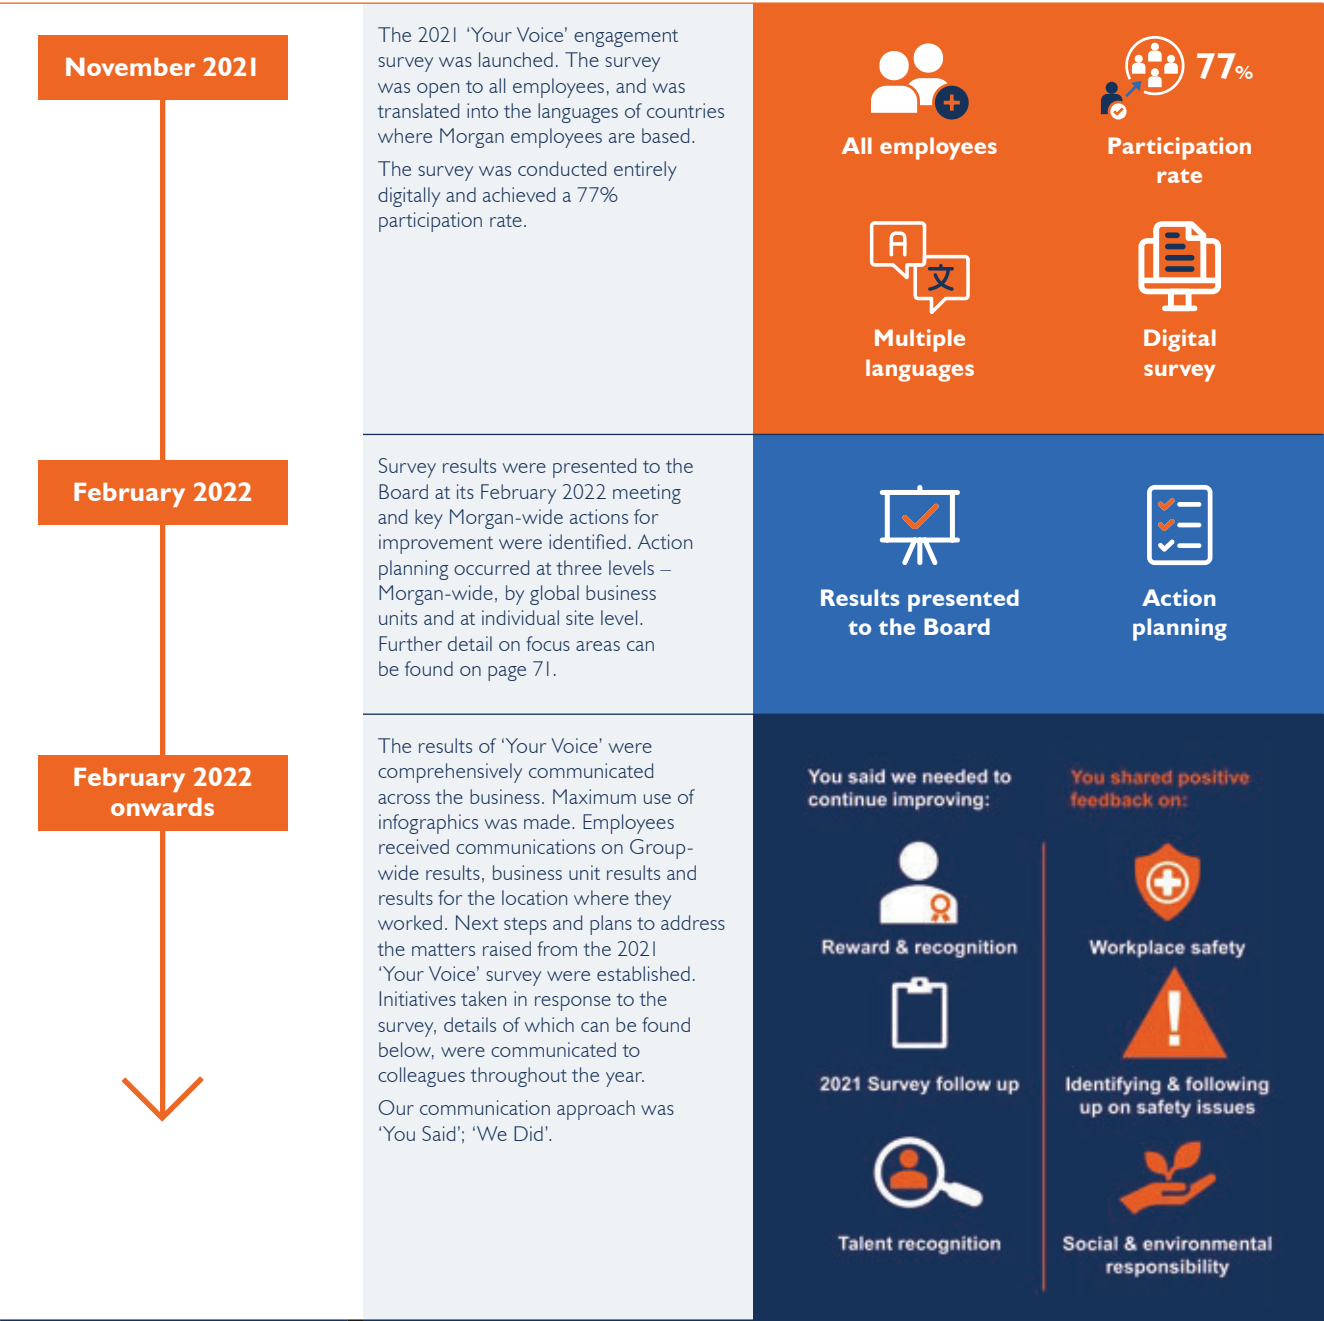 November 2021
The 2021 ‘Your Voice’ engagement
survey was launched. The survey
was open to all employees, and was
translated into the languages of countries
where Morgan employees are based.
The survey was conducted entirely
digitally and achieved a 77%
participation rate.
All employees
77%
Participation
rate
A
文
Multiple
languages
Digital
survey
February 2022
Survey results were presented to the
Board at its February 2022 meeting
and key Morgan-wide actions for
improvement were identified. Action
planning occurred at three levels –
Morgan-wide, by global business
units and at individual site level.
Further detail on focus areas can
be found on page 71.
Results presented
to the Board
Action
planning
February 2022
onwards
The results of ‘Your Voice’ were
comprehensively communicated
across the business. Maximum use of
infographics was made. Employees
received communications on Group-
wide results, business unit results and
results for the location where they
worked. Next steps and plans to address
the matters raised from the 2021
‘Your Voice’ survey were established.
Initiatives taken in response to the
survey, details of which can be found
below, were communicated to
colleagues throughout the year.
Our communication approach was
‘You Said’; ‘We Did’.
You said we needed to
continue improving:
Reward & recognition
2021 Survey follow up
Talent recognition
You shared positive
feedback on:
Workplace safety
Identifying & following
up on safety issues
Social & environmental
responsibility